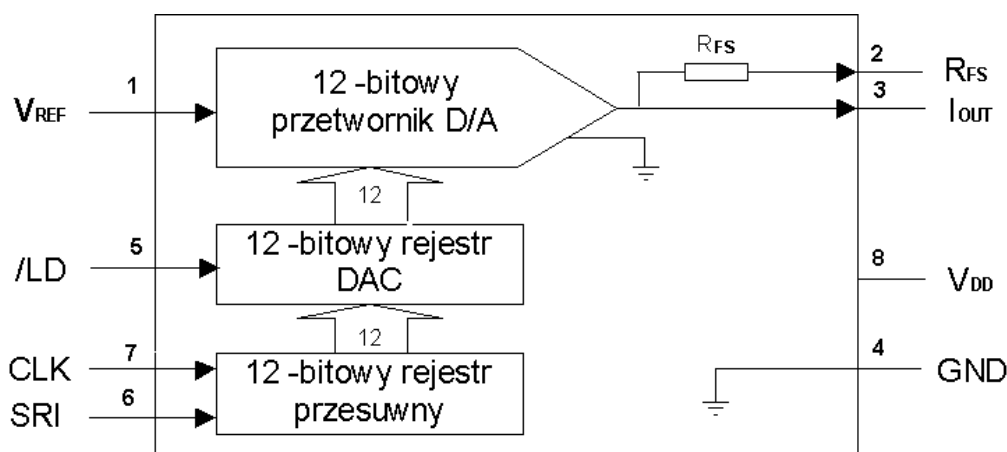 RFS
1
12 -bitowy
przetwornik D/A
2
RFS
VREF
3
IOUT
12
5
/LD
12 -bitowy rejestr
DAC
8
VDD
12
7
CLK
12 -bitowy rejestr
przesuwny
6
SRI
4
GND